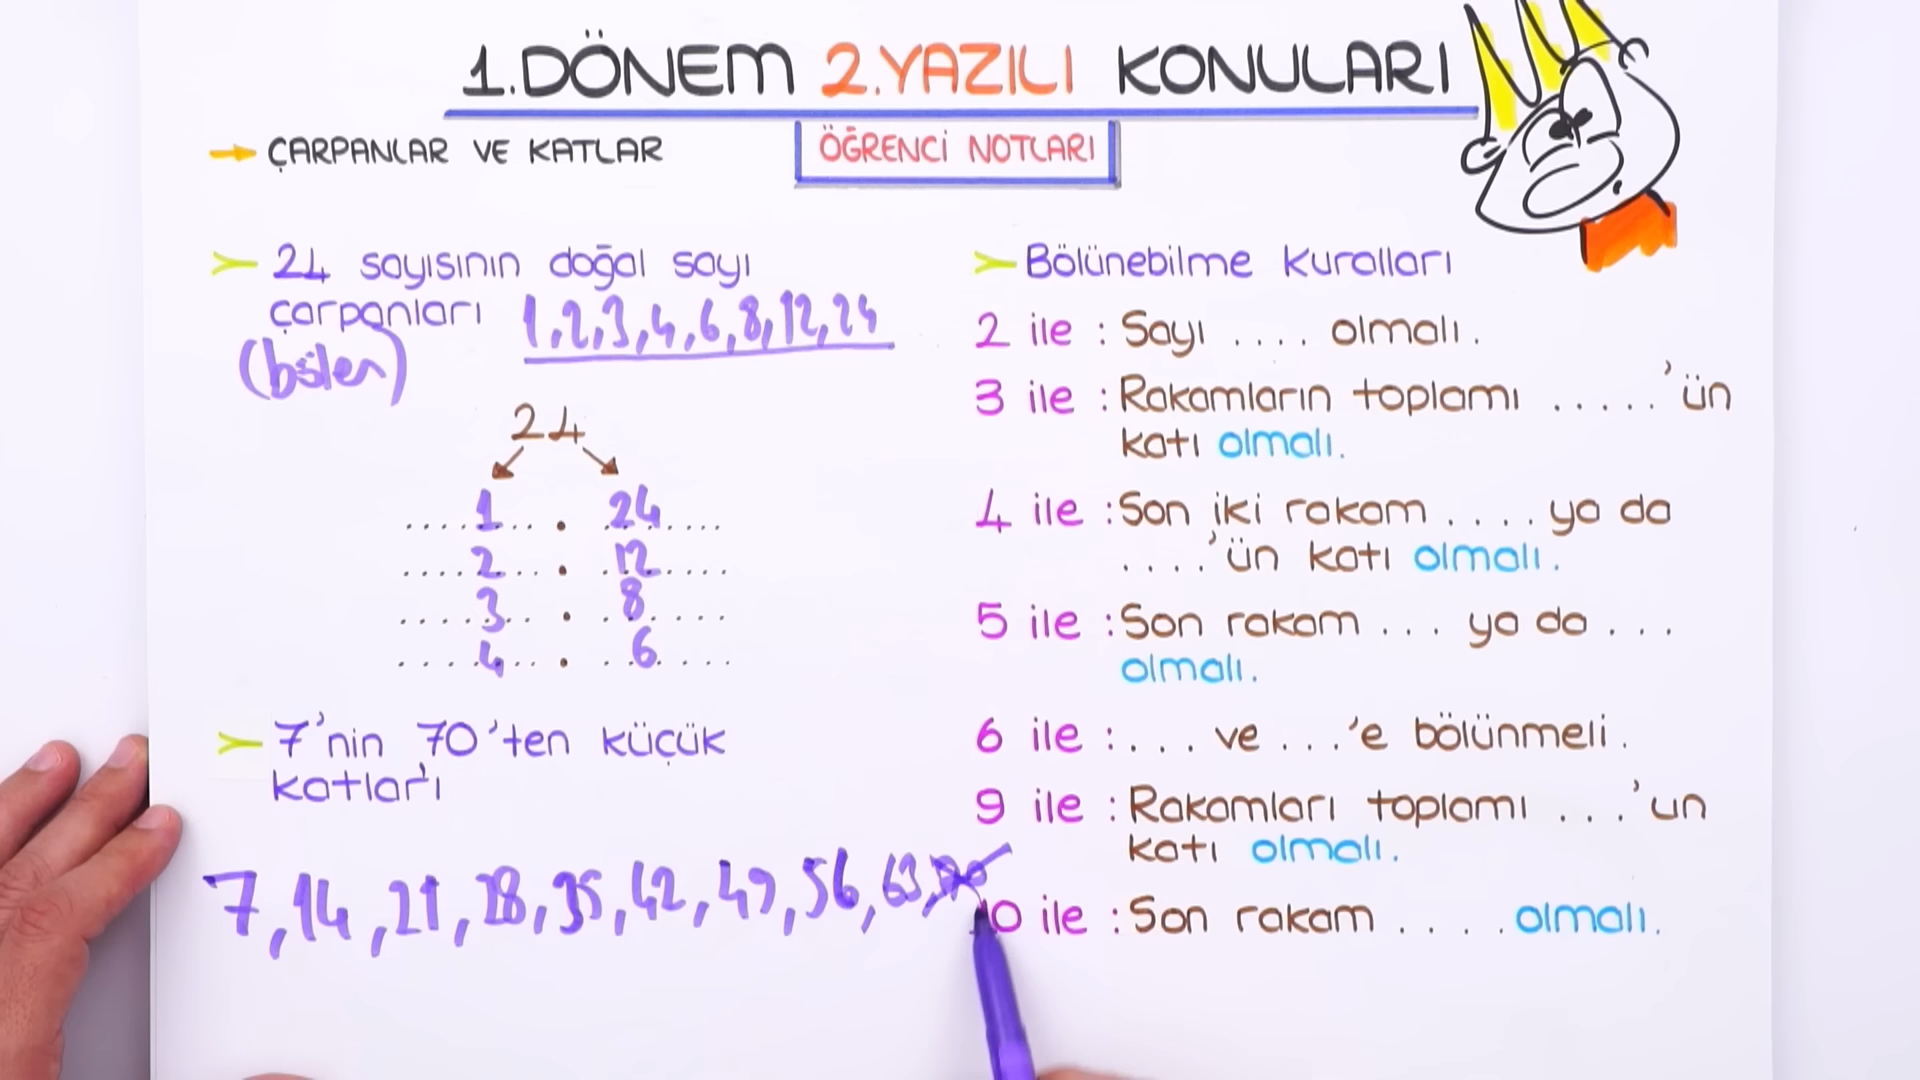 1.DÖNEM 2.YAZILI KONULARI
→ ÇARPANLAR VE KATLAR
ÖĞRENCİ NOTLARI
➤ 24 sayısının doğal sayı
çarpanları 1,2,3,4,6,8,12,24
(bölen)
24
....1... . .24....
....2... . .12....
....3... . .8....
....4... . .6....
➤ 7'nin 70'ten küçük
katlar'ı
7,14,21,28,35,42,49,56,63,
➤ Bölünebilme Kuralları
2 ile : Sayı .... olmalı.
3 ile : Rakamların toplamı .....'ün
katı olmalı.
4 ile : Son iki rakam .... ya da
....'ün katı olmalı.
5 ile : Son rakam ... ya da ...
olmalı.
6 ile : ... ve ...'e bölünmeli.
9 ile : Rakamları toplamı ...'un
katı olmalı.
10 ile : Son rakam .... olmalı.